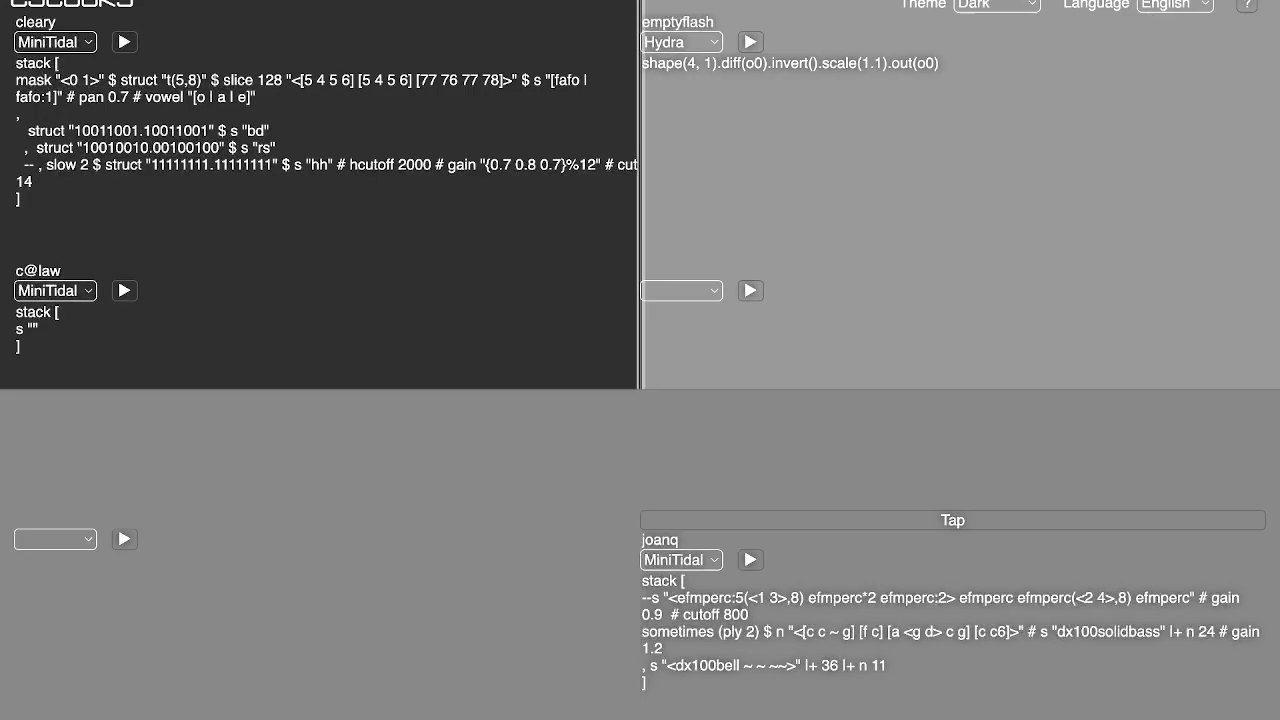 Theme Dark Language English ?
cleary
MiniTidal
stack [
mask "<0 1>" $ struct "t(5,8)" $ slice 128 "<[5 4 5 6] [5 4 5 6] [77 76 77 78]>" $ s "[fafo |
fafo:1]" # pan 0.7 # vowel "[o | a | e]"
,
struct "10011001.10011001" $ s "bd"
, struct "10010010.00100100" $ s "rs"
-- , slow 2 $ struct "11111111.11111111" $ s "hh" # hcutoff 2000 # gain "{0.7 0.8 0.7}%12" # cut
14
]
emptyflash
Hydra
shape(4, 1).diff(o0).invert().scale(1.1).out(o0)
c@law
MiniTidal
stack [
s ""
]
Tap
joanq
MiniTidal
stack [
--s "<efmperc:5(<1 3>,8) efmperc*2 efmperc:2> efmperc efmperc(<2 4>,8) efmperc" # gain
0.9 # cutoff 800
sometimes (ply 2) $ n "<[c c ~ g] [f c] [a <g d> c g] [c c6]>" # s "dx100solidbass" |+ n 24 # gain
1.2
, s "<dx100bell ~ ~ ~~>" |+ 36 |+ n 11
]